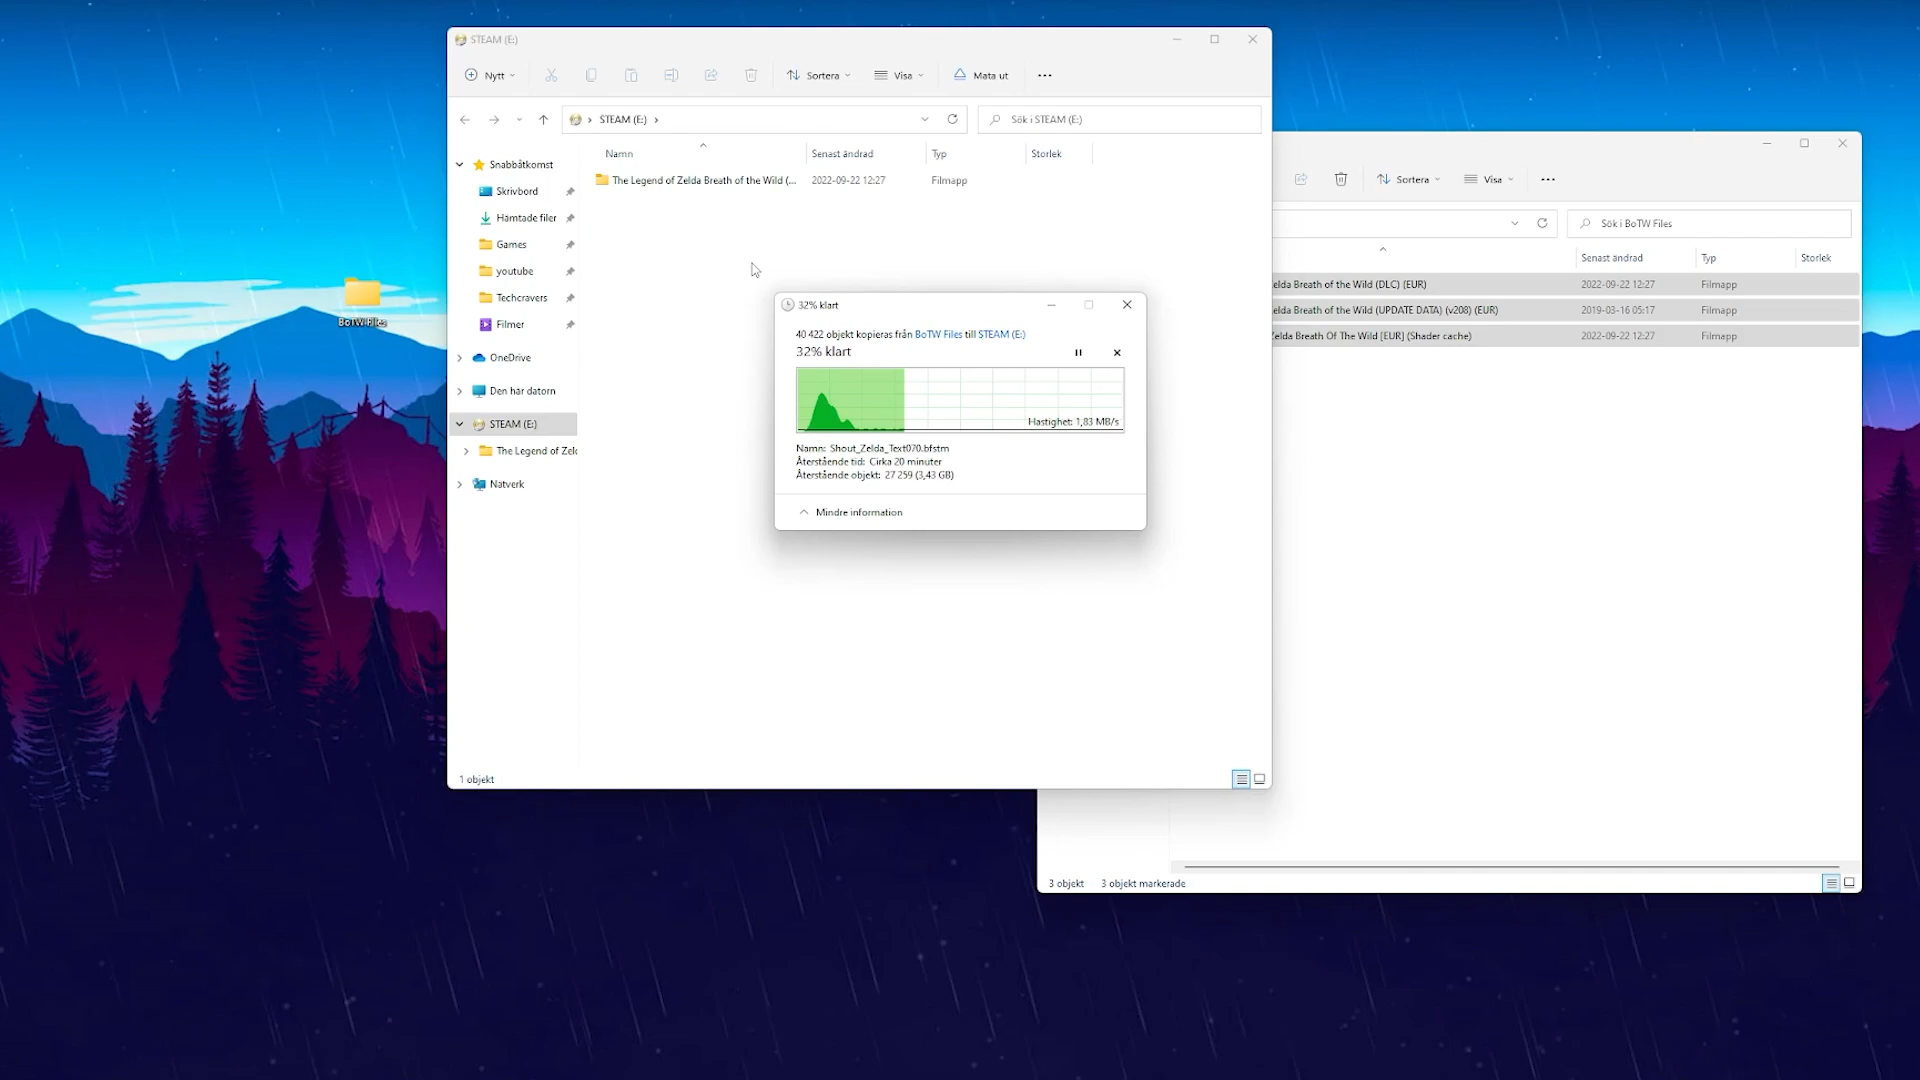 STEAM (E:)
Nytt
Sortera
Visa
Mata ut
STEAM (E:)
Sök i STEAM (E:)
Namn
Senast ändrad
Typ
Storlek
The Legend of Zelda Breath of the Wild (...
2022-09-22 12:27
Filmapp
Snabbåtkomst
Skrivbord
Hämtade filer
Games
youtube
Techcravers
Filmer
OneDrive
Den här datorn
STEAM (E:)
The Legend of Zeld
Nätverk
1 objekt
32% klart
40 422 objekt kopieras från BoTW Files till STEAM (E:)
32% klart
Hastighet: 1,83 MB/s
Namn: Shout_Zelda_Text070.bfstm
Återstående tid: Cirka 20 minuter
Återstående objekt: 27 259 (3,43 GB)
Mindre information
Sortera
Visa
Sök i BoTW Files
Senast ändrad
Typ
Storlek
elda Breath of the Wild (DLC) (EUR)
2022-09-22 12:27
Filmapp
elda Breath of the Wild (UPDATE DATA) (v208) (EUR)
2019-03-16 05:17
Filmapp
Zelda Breath Of The Wild [EUR] (Shader cache)
2022-09-22 12:27
Filmapp
3 objekt
3 objekt markerade
BoTW Files